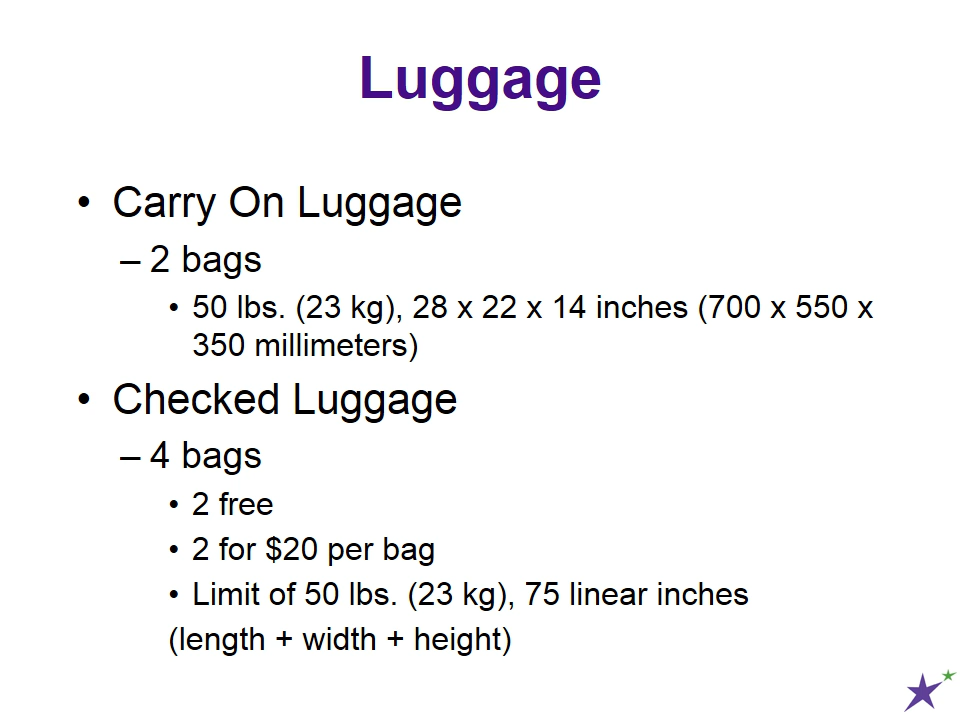 Luggage
• Carry On Luggage
– 2 bags
• 50 lbs. (23 kg), 28 x 22 x 14 inches (700 x 550 x
350 millimeters)
• Checked Luggage
– 4 bags
• 2 free
• 2 for $20 per bag
• Limit of 50 lbs. (23 kg), 75 linear inches
(length + width + height)